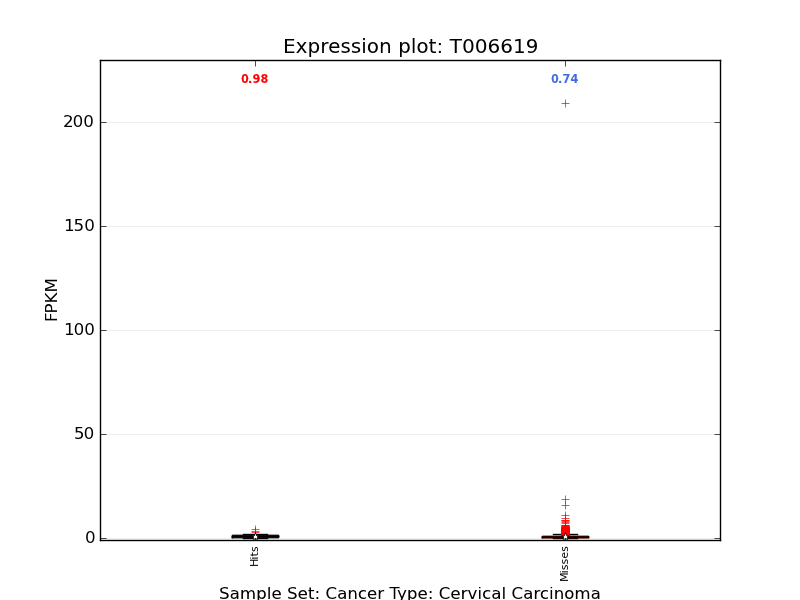 Expression plot: T006619
0.98
0.74
200
150
100
50
0
FPKM
Hits
Misses
Sample Set: Cancer Type: Cervical Carcinoma